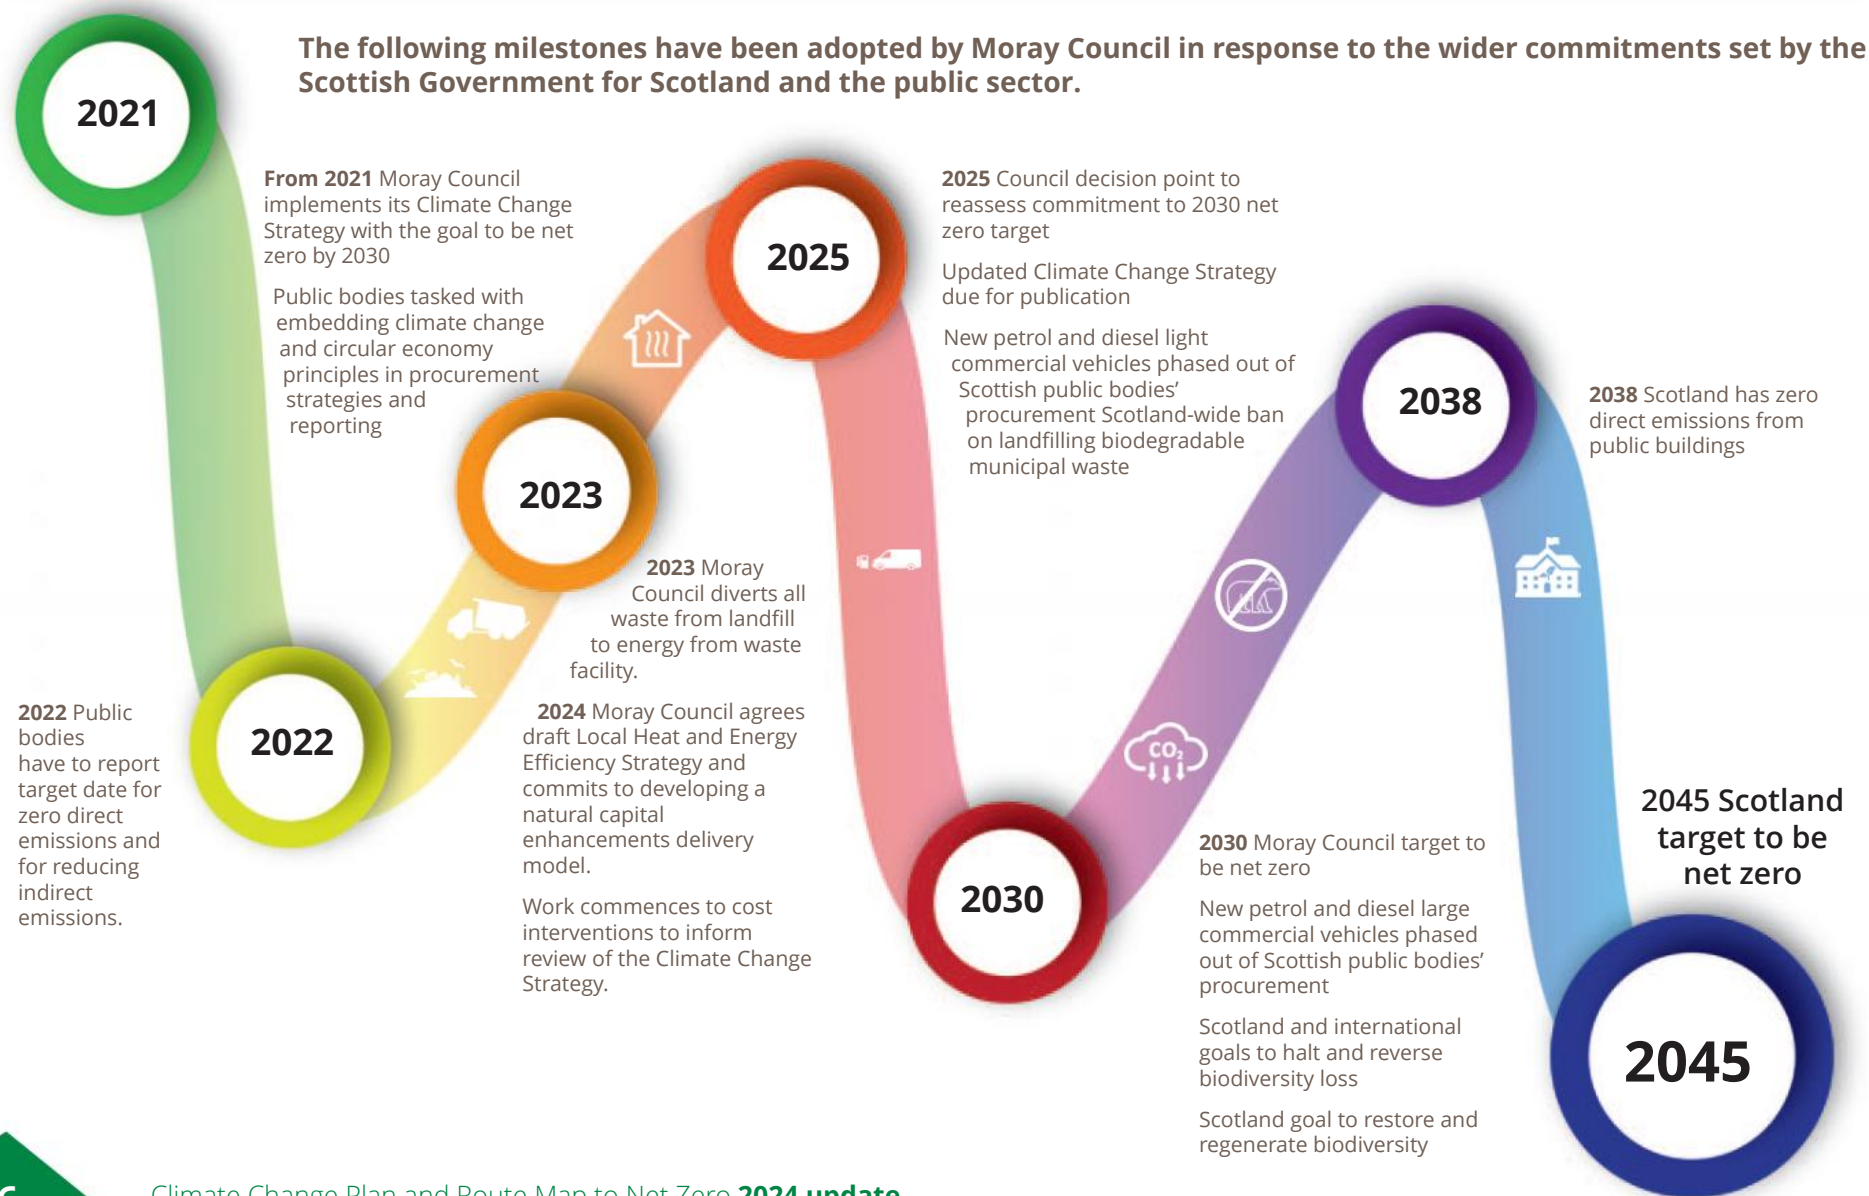 The following milestones have been adopted by Moray Council in response to the wider commitments set by the
Scottish Government for Scotland and the public sector.
2021
From 2021 Moray Council
implements its Climate Change
Strategy with the goal to be net
zero by 2030
Public bodies tasked with
embedding climate change
and circular economy
principles in procurement
strategies and
reporting
2022
2022 Public
bodies
have to report
target date for
zero direct
emissions and
for reducing
indirect
emissions.
2023
2023 Moray
Council diverts all
waste from landfill
to energy from waste
facility.
2024 Moray Council agrees
draft Local Heat and Energy
Efficiency Strategy and
commits to developing a
natural capital
enhancements delivery
model.
Work commences to cost
interventions to inform
review of the Climate Change
Strategy.
2025
2025 Council decision point to
reassess commitment to 2030 net
zero target
Updated Climate Change Strategy
due for publication
New petrol and diesel light
commercial vehicles phased out of
Scottish public bodies’
procurement Scotland-wide ban
on landfilling biodegradable
municipal waste
2030
CO2
2030 Moray Council target to
be net zero
New petrol and diesel large
commercial vehicles phased
out of Scottish public bodies’
procurement
Scotland and international
goals to halt and reverse
biodiversity loss
Scotland goal to restore and
regenerate biodiversity
2038
2038 Scotland has zero
direct emissions from
public buildings
2045 Scotland
target to be
net zero
2045
Climate Change Plan and Route Map to Net Zero 2024 update